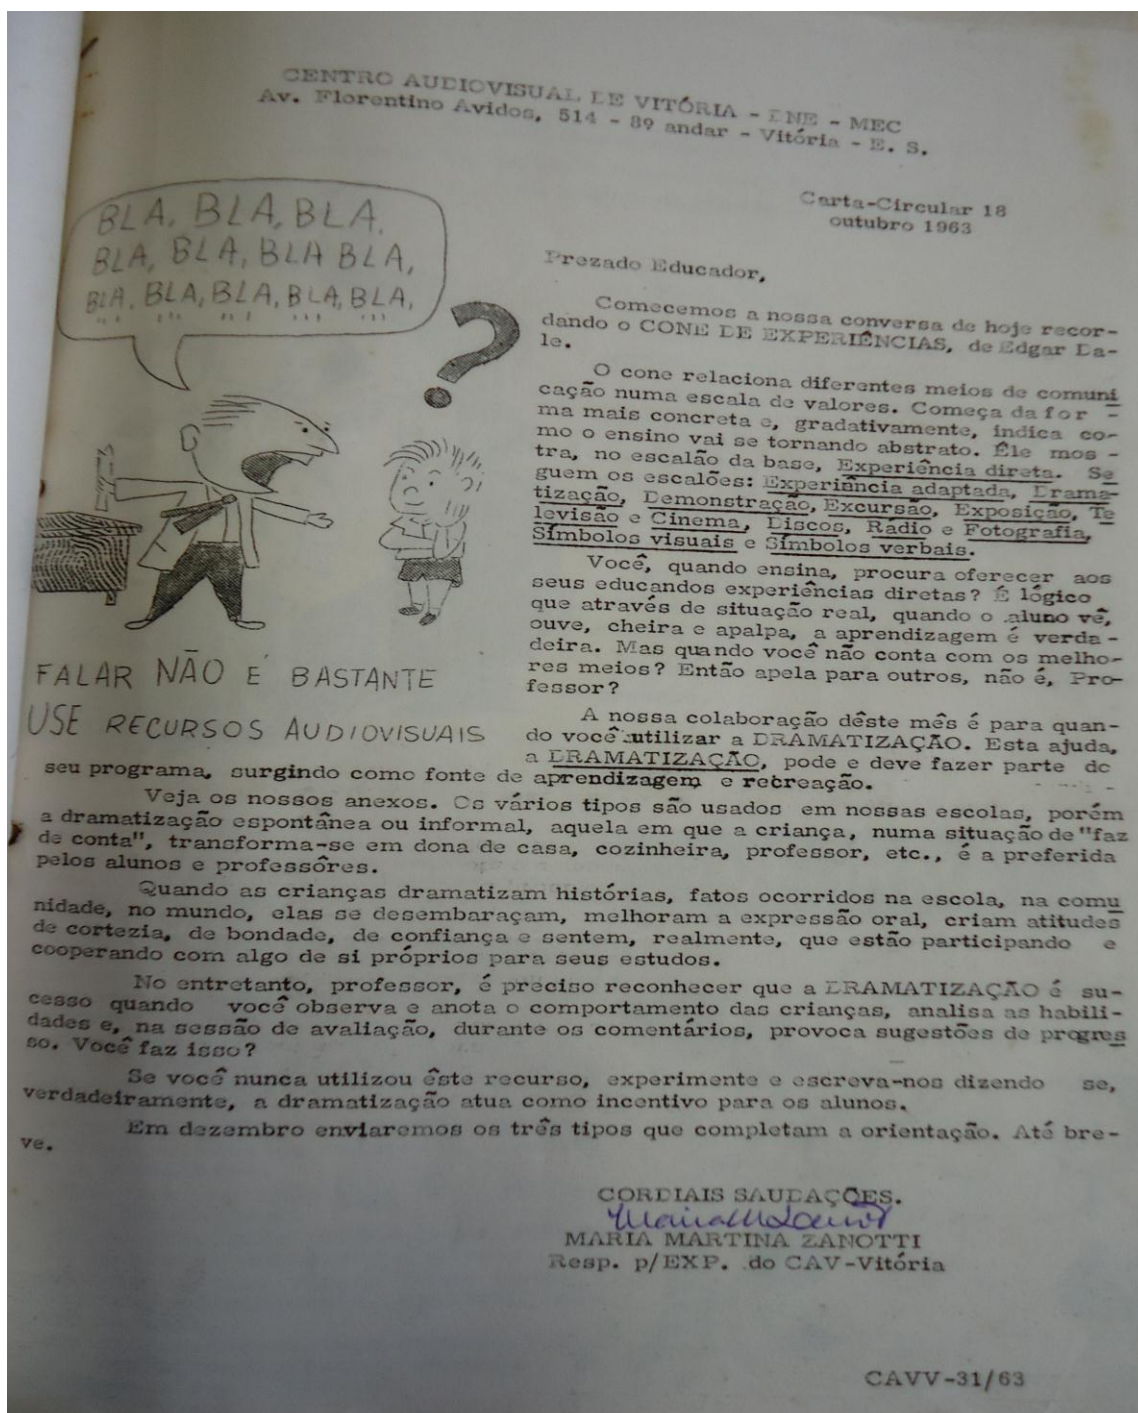 CENTRO AUDIOVISUAL DE VITÓRIA - DNE - MEC
Av. Florentino Avidos, 514 - 8º andar - Vitória - E. S.
Carta-Circular 18
outubro 1963
BLA, BLA, BLA,
BLA, BLA, BLA BLA,
BLA, BLA, BLA, BLA, BLA,
?
FALAR NÃO É BASTANTE
USE RECURSOS AUDIOVISUAIS
Prezado Educador,
Comecemos a nossa conversa de hoje recor-
dando o CONE DE EXPERIÊNCIAS, de Edgar Da-
le.
O cone relaciona diferentes meios de comuni
cação numa escala de valores. Começa da for -
ma mais concreta e, gradativamente, indica co-
mo o ensino vai se tornando abstrato. Êle mos -
tra, no escalão da base, Experiência direta. Se
guem os escalões: Experiância adaptada, Drama-
tização, Demonstração, Excursão, Exposição, Te
levisão e Cinema, Discos, Rádio e Fotografia,
Símbolos visuais e Símbolos verbais.
Você, quando ensina, procura oferecer aos
seus educandos experiências diretas? É lógico
que através de situação real, quando o aluno vê,
ouve, cheira e apalpa, a aprendizagem é verda-
deira. Mas quando você não conta com os melho-
res meios? Então apela para outros, não é, Pro-
fessor?
A nossa colaboração dêste mês é para quan-
do você utilizar a DRAMATIZAÇÃO. Esta ajuda,
a DRAMATIZAÇÃO, pode e deve fazer parte de
seu programa, surgindo como fonte de aprendizagem e recreação.
Veja os nossos anexos. Os vários tipos são usados em nossas escolas, porém
a dramatização espontânea ou informal, aquela em que a criança, numa situação de "faz
de conta", transforma-se em dona de casa, cozinheira, professor, etc., é a preferida
pelos alunos e professôres.
Quando as crianças dramatizam histórias, fatos ocorridos na escola, na comu
nidade, no mundo, elas se desembaraçam, melhoram a expressão oral, criam atitudes
de cortezia, de bondade, de confiança e sentem, realmente, que estão participando e
cooperando com algo de si próprios para seus estudos.
No entretanto, professor, é preciso reconhecer que a DRAMATIZAÇÃO é su-
cesso quando você observa e anota o comportamento das crianças, analisa as habili-
dades e, na sessão de avaliação, durante os comentários, provoca sugestões de progres
so. Você faz isso?
Se você nunca utilizou êste recurso, experimente e escreva-nos dizendo se,
verdadeiramente, a dramatização atua como incentivo para os alunos.
Em dezembro enviaremos os três tipos que completam a orientação. Até bre-
ve.
CORDIAIS SAUDAÇÕES.
MARIA MARTINA ZANOTTI
Resp. p/EXP. do CAV-Vitória
CAVV-31/63